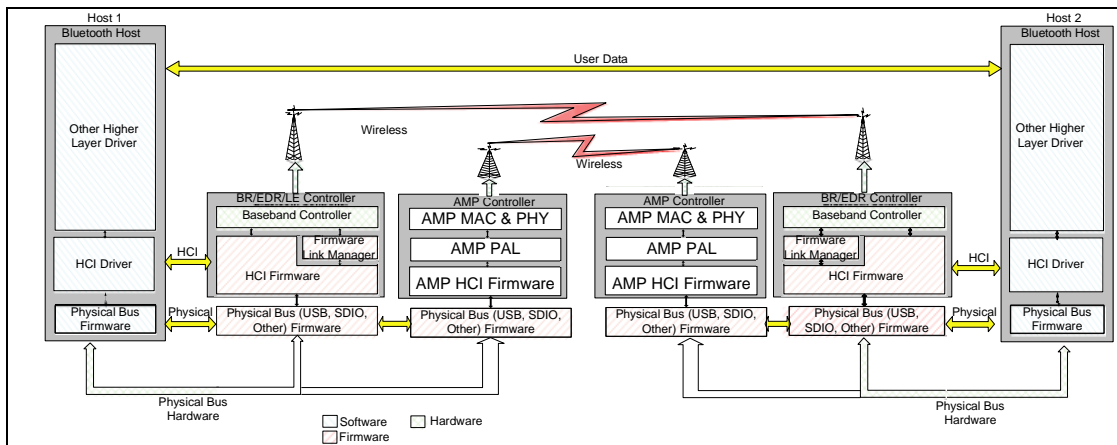 Host 1
Bluetooth Host
Other Higher
Layer Driver
HCI Driver
Physical Bus
Firmware
User Data
Wireless
Wireless
HCI
Physical
BR/EDR/LE Controller
Baseband Controller
Firmware
Link Manager
HCI Firmware
Physical Bus (USB, SDIO,
Other) Firmware
AMP Controller
AMP MAC & PHY
AMP PAL
AMP HCI Firmware
Physical Bus (USB, SDIO,
Other) Firmware
AMP Controller
AMP MAC & PHY
AMP PAL
AMP HCI Firmware
Physical Bus (USB, SDIO,
Other) Firmware
BR/EDR Controller
Baseband Controller
Firmware
Link Manager
HCI Firmware
Physical Bus (USB,
SDIO, Other) Firmware
HCI
Physical
Host 2
Bluetooth Host
Other Higher
Layer Driver
HCI Driver
Physical Bus
Firmware
Physical Bus
Hardware
Physical Bus
Hardware
Software
Hardware
Firmware